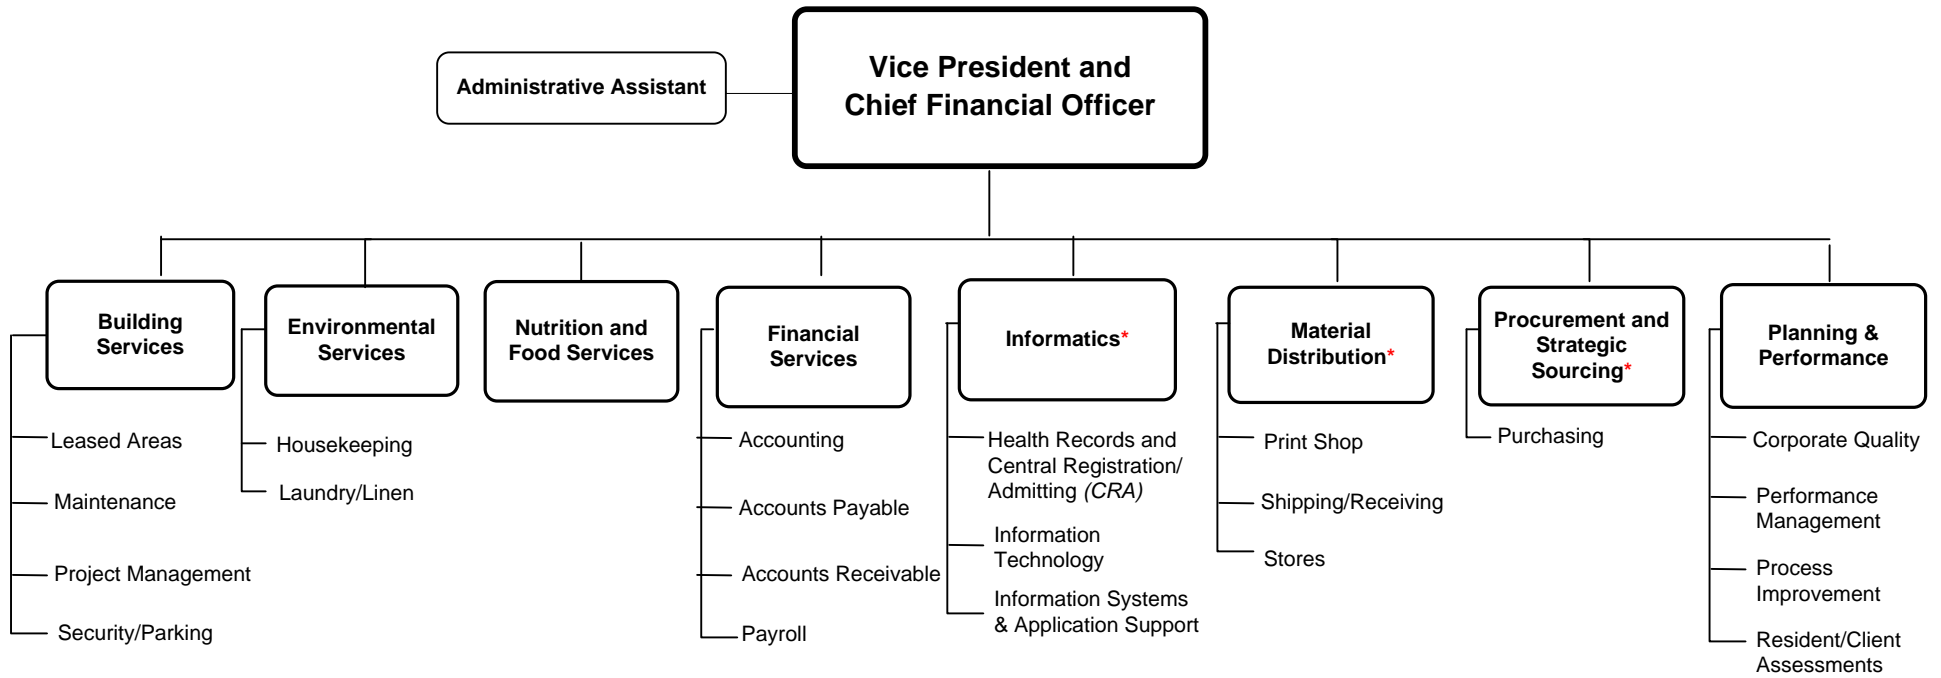 Administrative Assistant
Vice President and
Chief Financial Officer
Building
Services
Leased Areas
Maintenance
Project Management
Security/Parking
Environmental
Services
Housekeeping
Laundry/Linen
Nutrition and
Food Services
Financial
Services
Accounting
Accounts Payable
Accounts Receivable
Payroll
Informatics*
Health Records and
Central Registration/
Admitting (CRA)
Information
Technology
Information Systems
& Application Support
Material
Distribution*
Print Shop
Shipping/Receiving
Stores
Procurement and
Strategic
Sourcing*
Purchasing
Planning &
Performance
Corporate Quality
Performance
Management
Process
Improvement
Resident/Client
Assessments